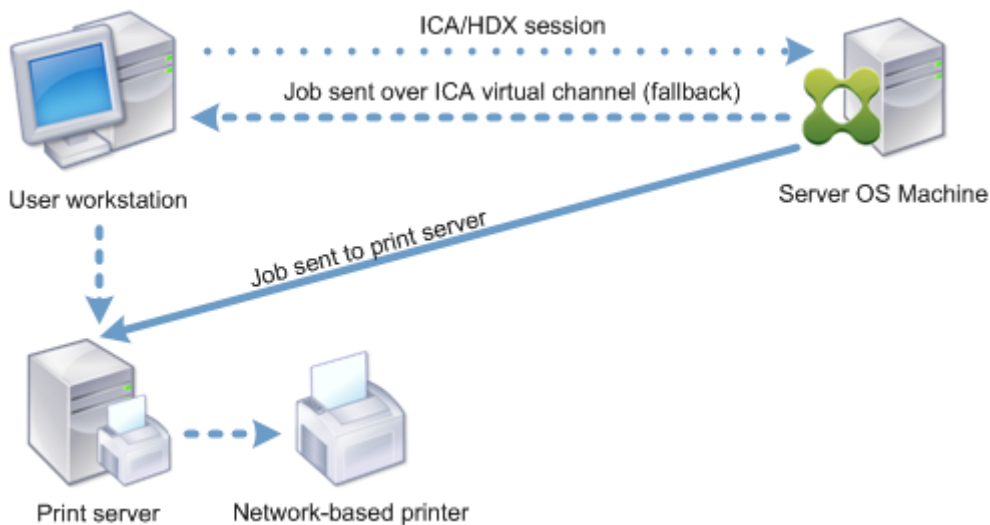 ICA/HDX session
Job sent over ICA virtual channel (fallback)
User workstation
Server OS Machine
Job sent to print server
Print server
Network-based printer